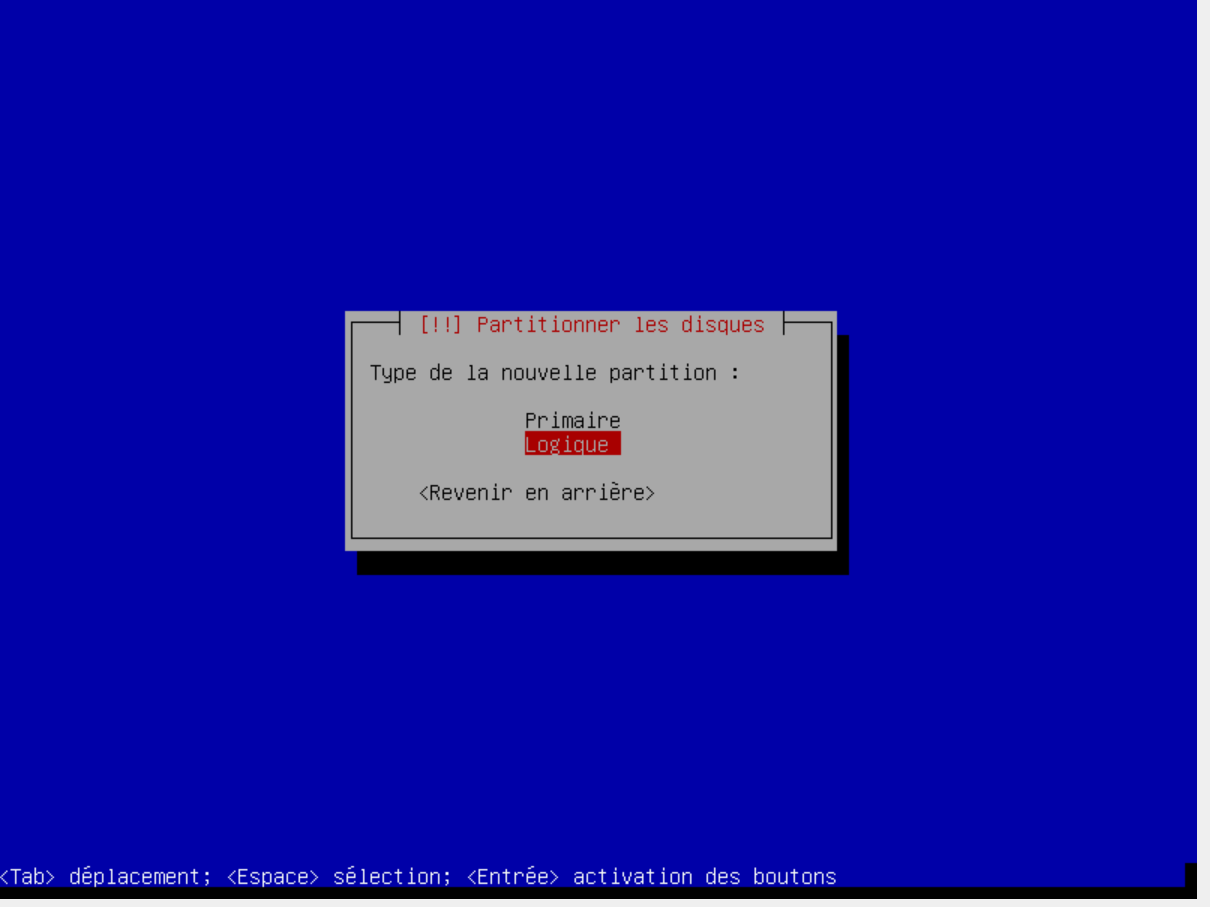 [!!] Partitionner les disques
Type de la nouvelle partition :
Primaire
Logique
<Revenir en arrière>
<Tab> déplacement; <Espace> sélection; <Entrée> activation des boutons